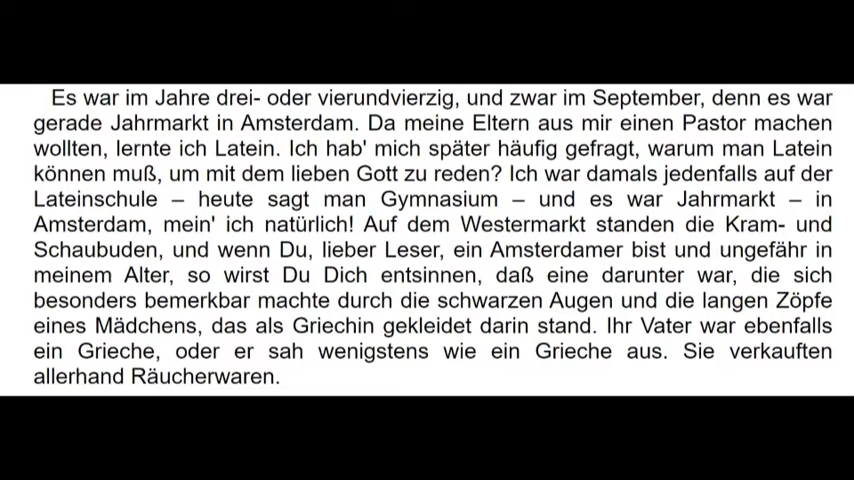 Es war im Jahre drei- oder vierundvierzig, und zwar im September, denn es war
gerade Jahrmarkt in Amsterdam. Da meine Eltern aus mir einen Pastor machen
wollten, lernte ich Latein. Ich hab' mich später häufig gefragt, warum man Latein
können muß, um mit dem lieben Gott zu reden? Ich war damals jedenfalls auf der
Lateinschule – heute sagt man Gymnasium – und es war Jahrmarkt – in
Amsterdam, mein' ich natürlich! Auf dem Westermarkt standen die Kram- und
Schaubuden, und wenn Du, lieber Leser, ein Amsterdamer bist und ungefähr in
meinem Alter, so wirst Du Dich entsinnen, daß eine darunter war, die sich
besonders bemerkbar machte durch die schwarzen Augen und die langen Zöpfe
eines Mädchens, das als Griechin gekleidet darin stand. Ihr Vater war ebenfalls
ein Grieche, oder er sah wenigstens wie ein Grieche aus. Sie verkauften
allerhand Räucherwaren.